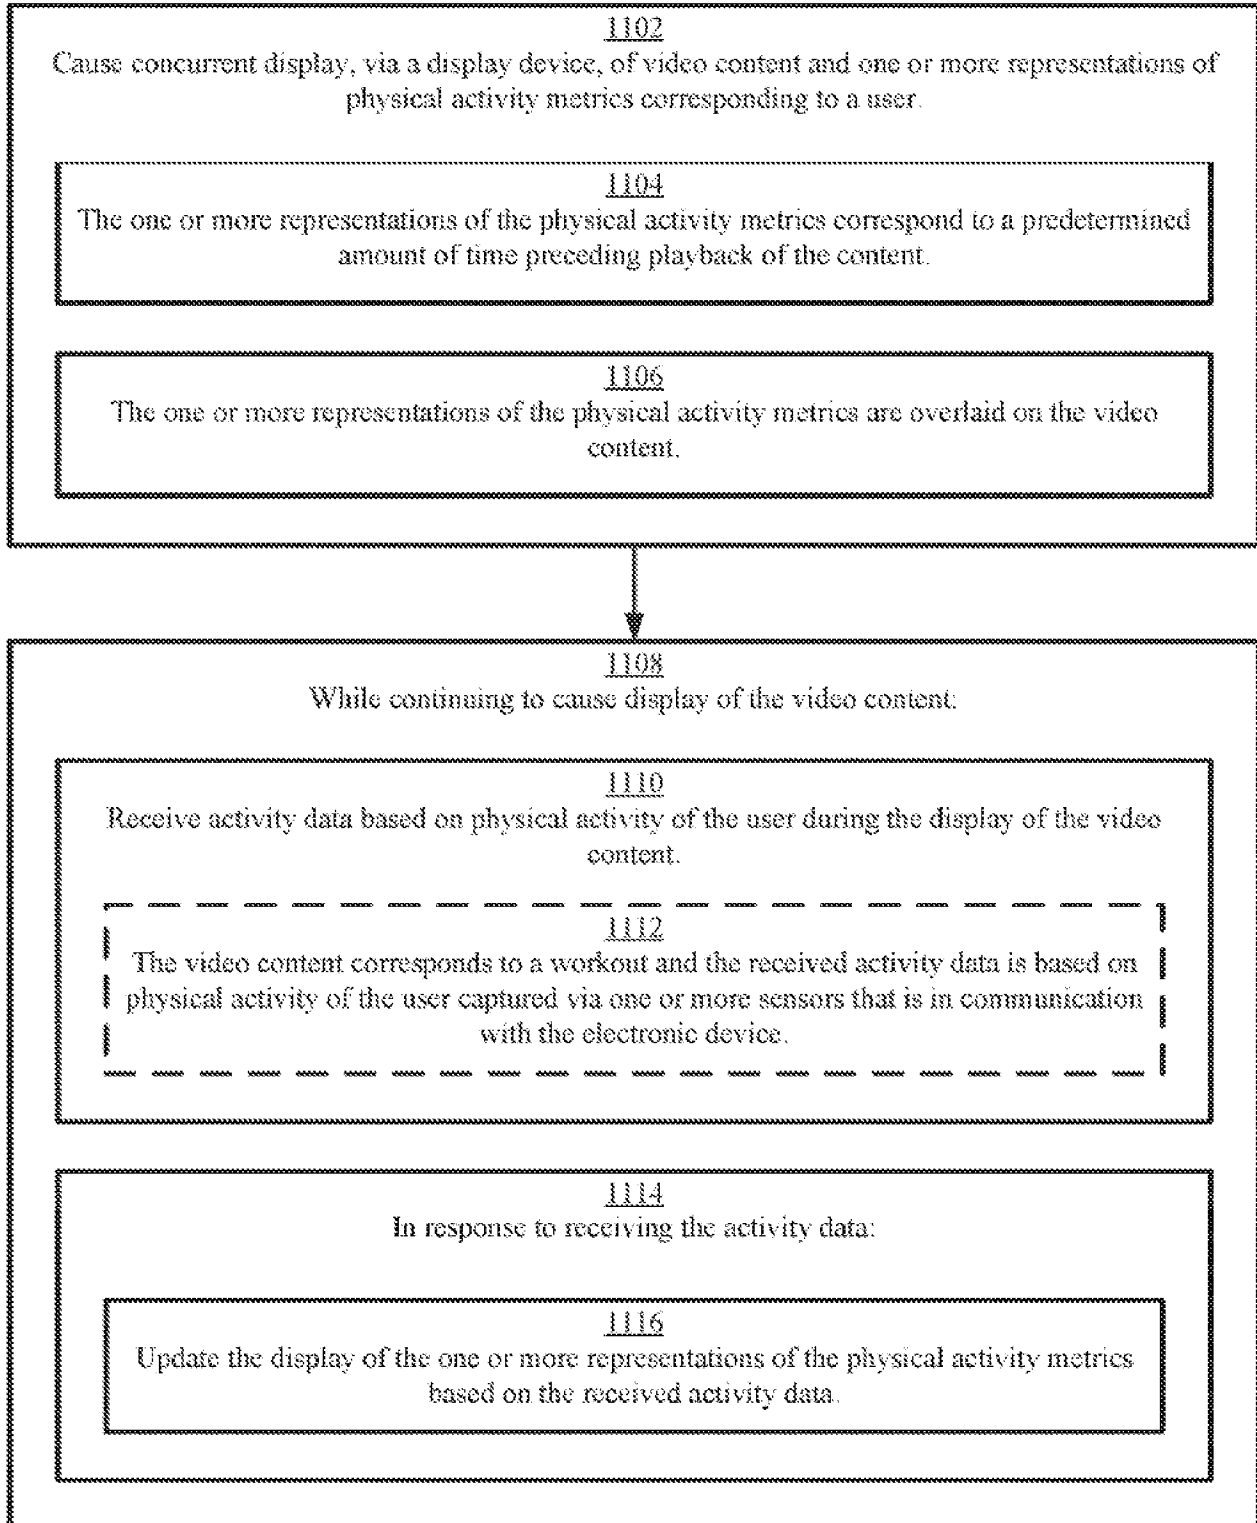 1102
Cause concurrent display, via a display device, of video content and one or more representations of
physical activity metrics corresponding to a user.
1104
The one or more representations of the physical activity metrics correspond to a predetermined
amount of time preceding playback of the content.
1106
The one or more representations of the physical activity metrics are overlaid on the video
content.
1108
While continuing to cause display of the video content:
1110
Receive activity data based on physical activity of the user during the display of the video
content.
1112
The video content corresponds to a workout and the received activity data is based on
physical activity of the user captured via one or more sensors that is in communication
with the electronic device.
1114
In response to receiving the activity data:
1116
Update the display of the one or more representations of the physical activity metrics
based on the received activity data.